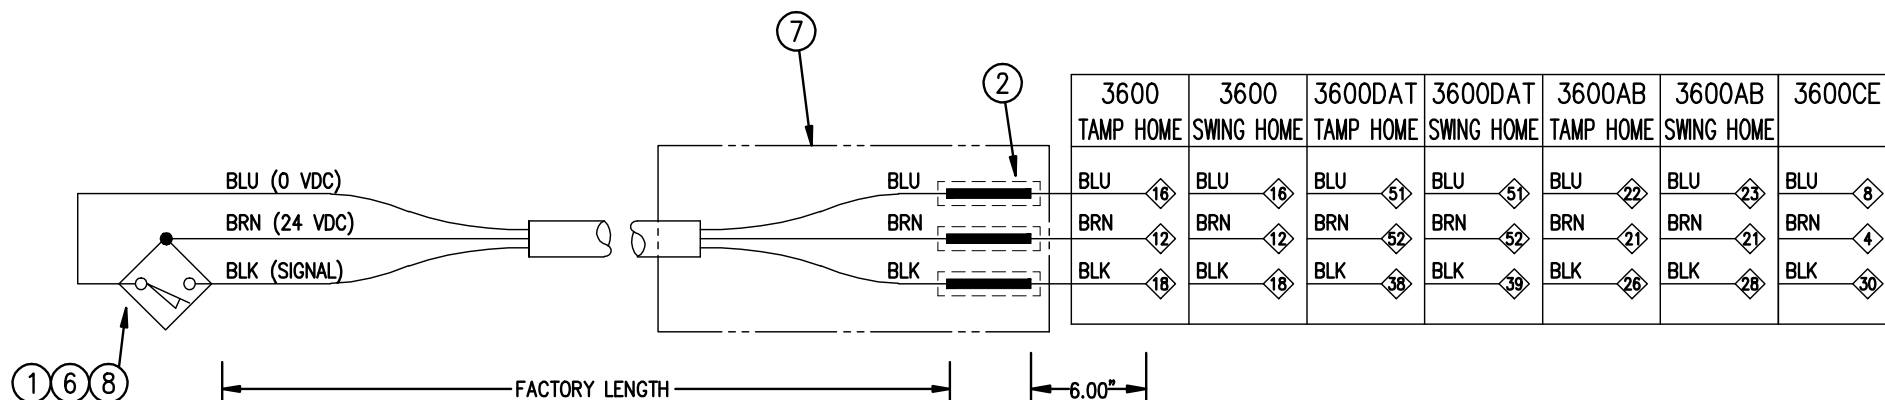 7
2
3600 3600 3600DAT 3600DAT 3600AB 3600AB 3600CE
TAMP HOME SWING HOME TAMP HOME SWING HOME TAMP HOME SWING HOME
BLU (0 VDC) BLU BLU 16 BLU 16 BLU 51 BLU 51 BLU 22 BLU 23 BLU 8
BRN (24 VDC) BRN BRN 12 BRN 12 BRN 52 BRN 52 BRN 21 BRN 21 BRN 4
BLK (SIGNAL) BLK BLK 18 BLK 18 BLK 38 BLK 39 BLK 26 BLK 28 BLK 30
1 6 8 FACTORY LENGTH 6.00"